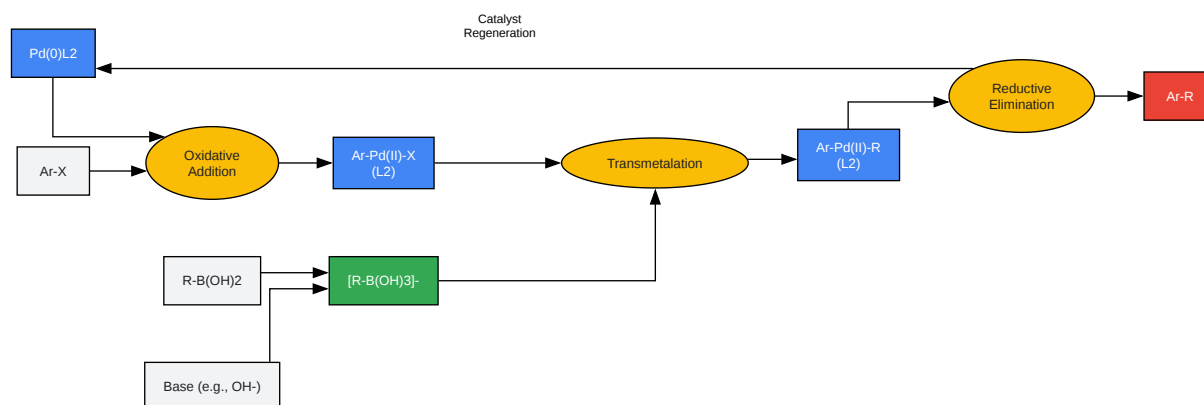 Catalyst
Regeneration
Pd(0)L2
Reductive
Elimination
Ar-R
Ar-X
Oxidative
Addition
Ar-Pd(II)-X
(L2)
Transmetalation
Ar-Pd(II)-R
(L2)
R-B(OH)2
[R-B(OH)3]-
Base (e.g., OH-)